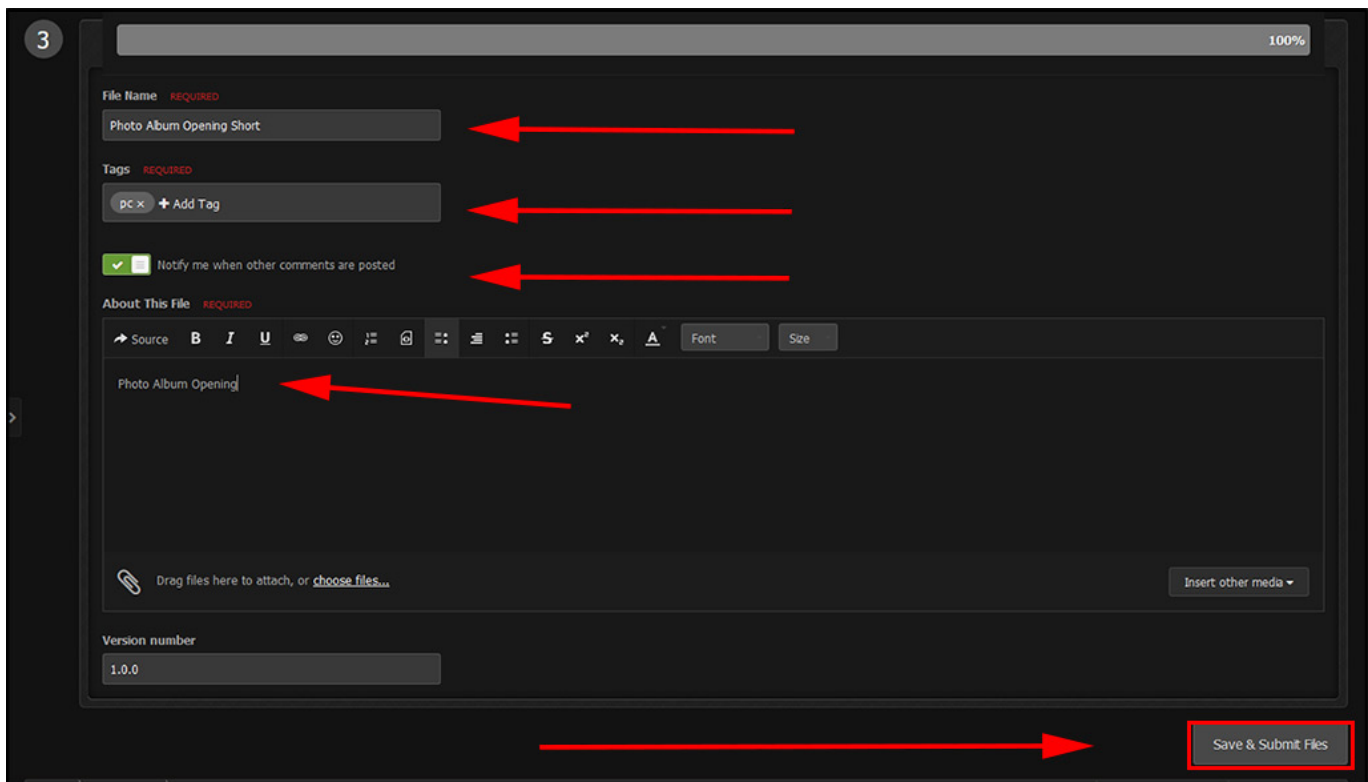 3
100%
File Name REQUIRED
Photo Album Opening Short
Tags REQUIRED
pc × + Add Tag
Notify me when other comments are posted
About This File REQUIRED
Source B I U S x² x₂ A Font Size
Photo Album Opening
Drag files here to attach, or choose files...
Insert other media
Version number
1.0.0
Save & Submit Files